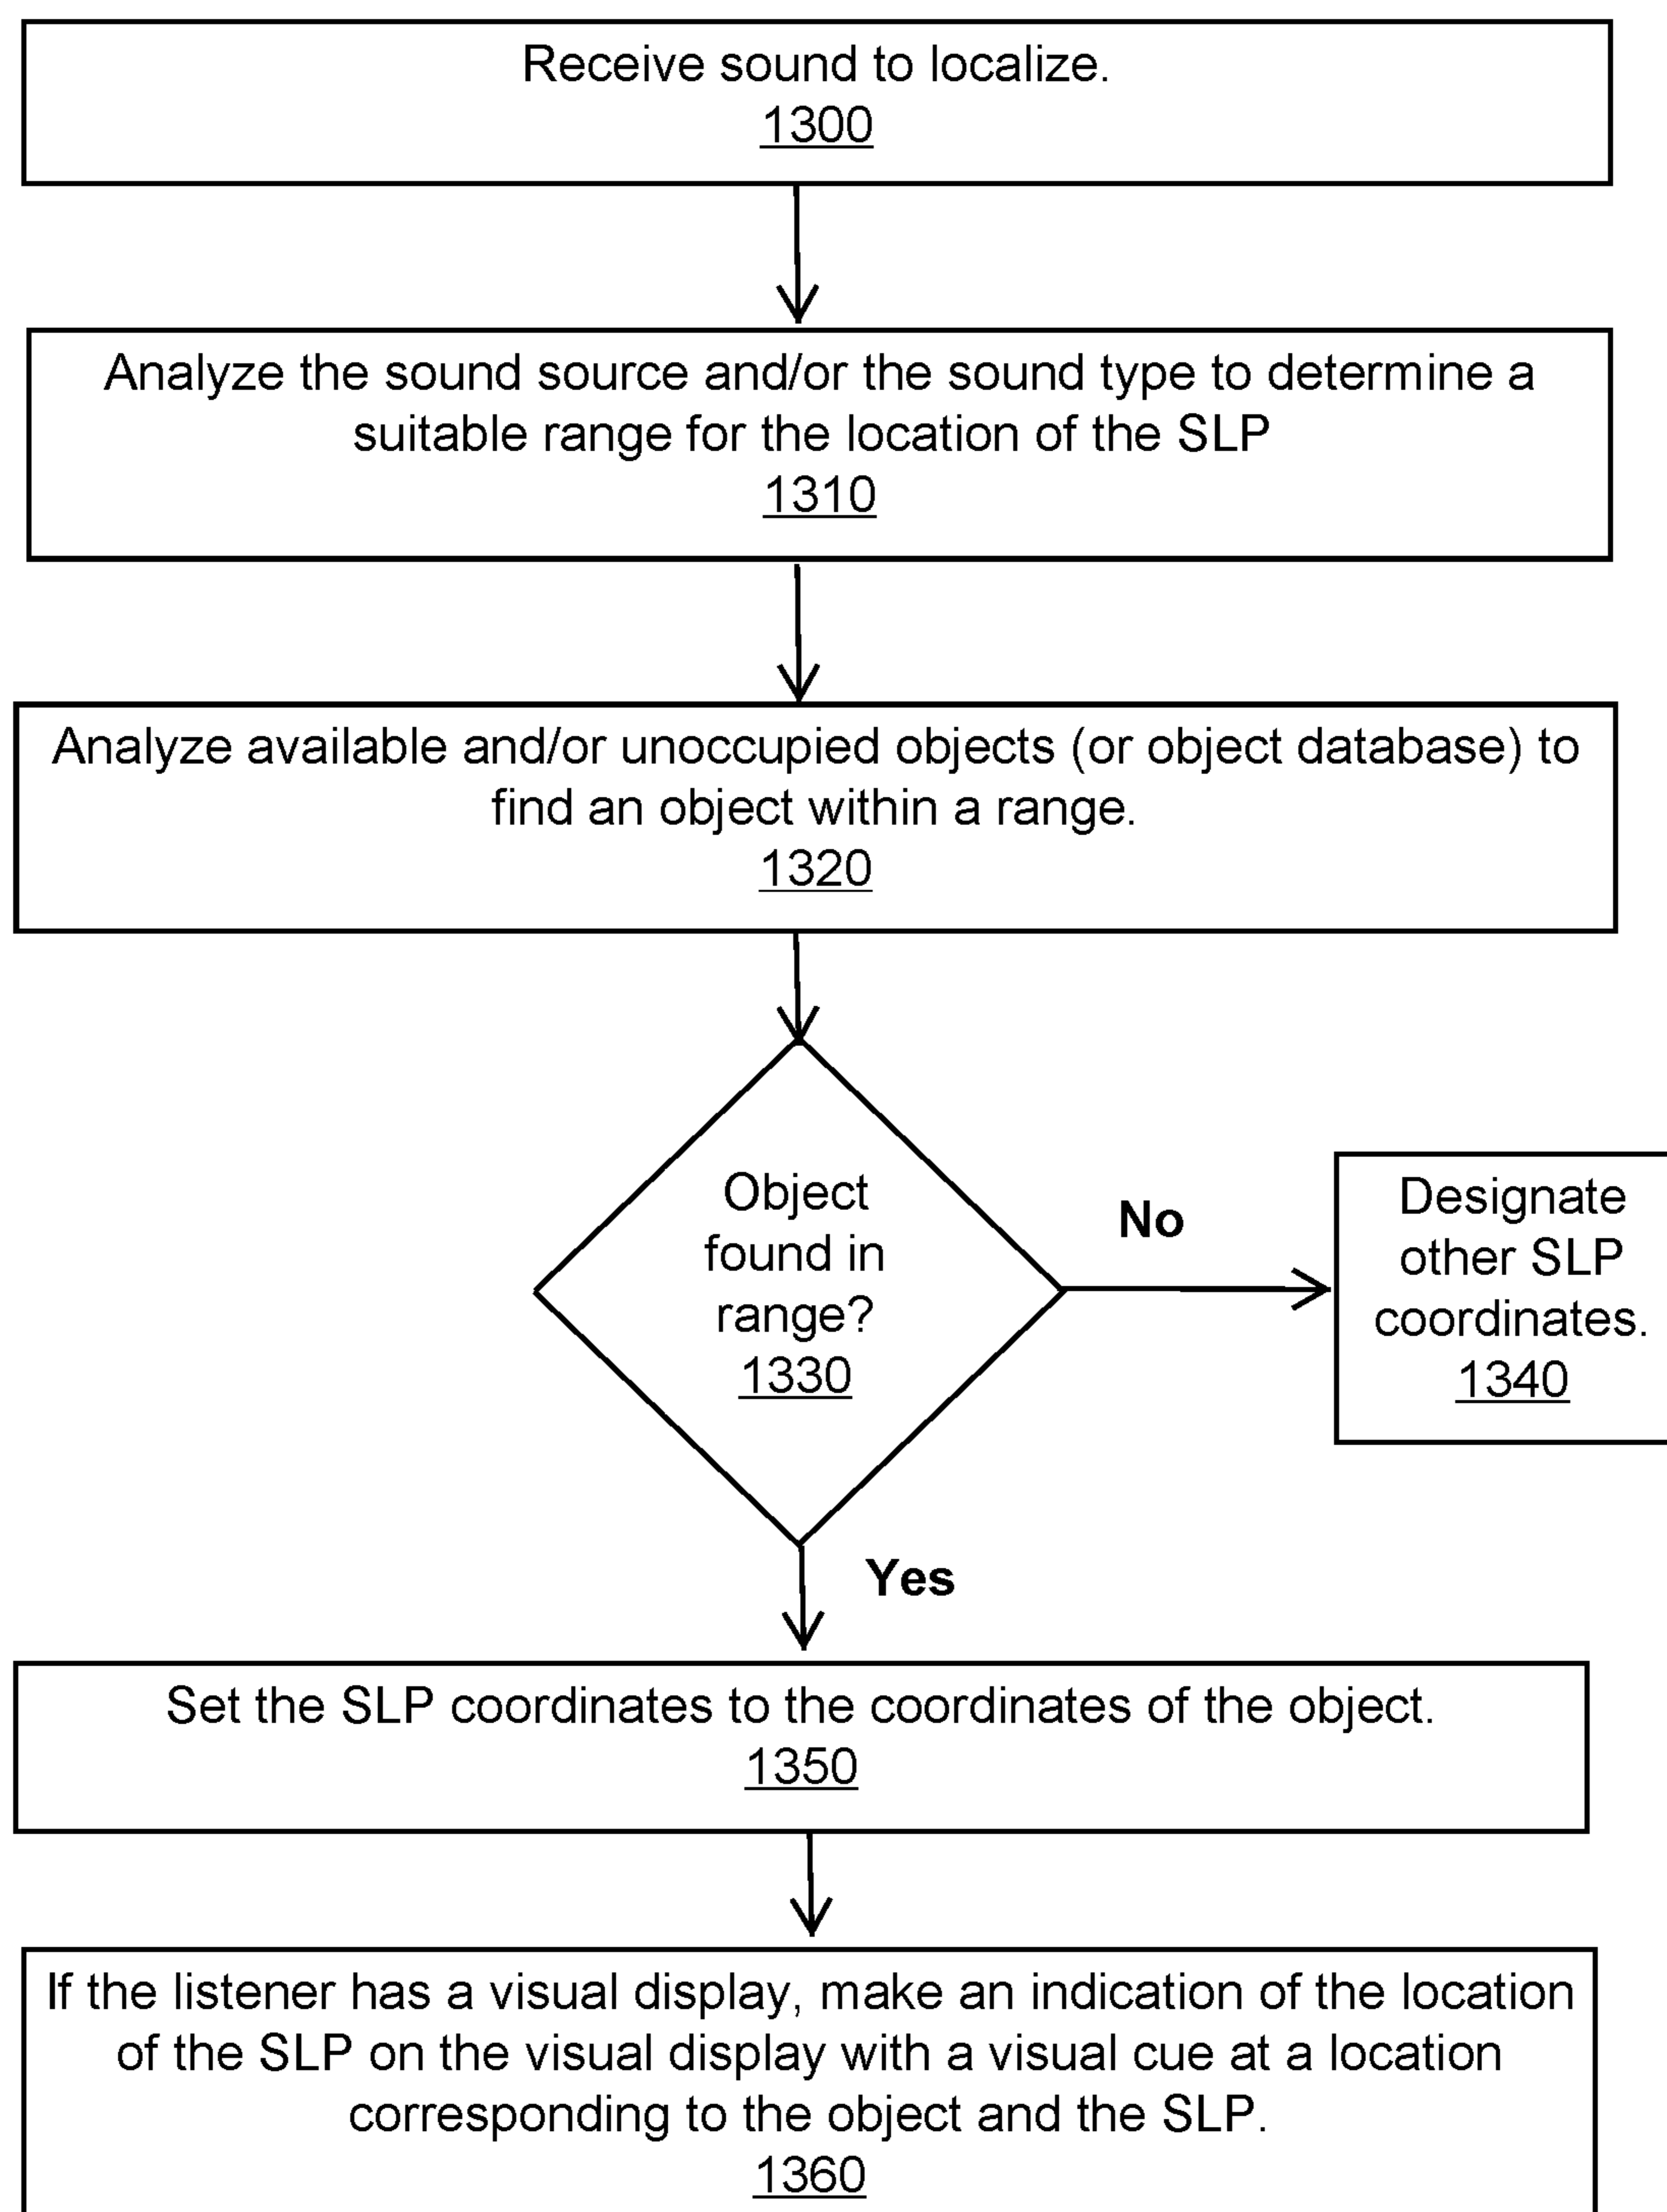 Receive sound to localize.
1300
Analyze the sound source and/or the sound type to determine a
suitable range for the location of the SLP
1310
Analyze available and/or unoccupied objects (or object database) to
find an object within a range.
1320
Object
found in
range?
1330
No
Designate
other SLP
coordinates.
1340
Yes
Set the SLP coordinates to the coordinates of the object.
1350
If the listener has a visual display, make an indication of the location
of the SLP on the visual display with a visual cue at a location
corresponding to the object and the SLP.
1360